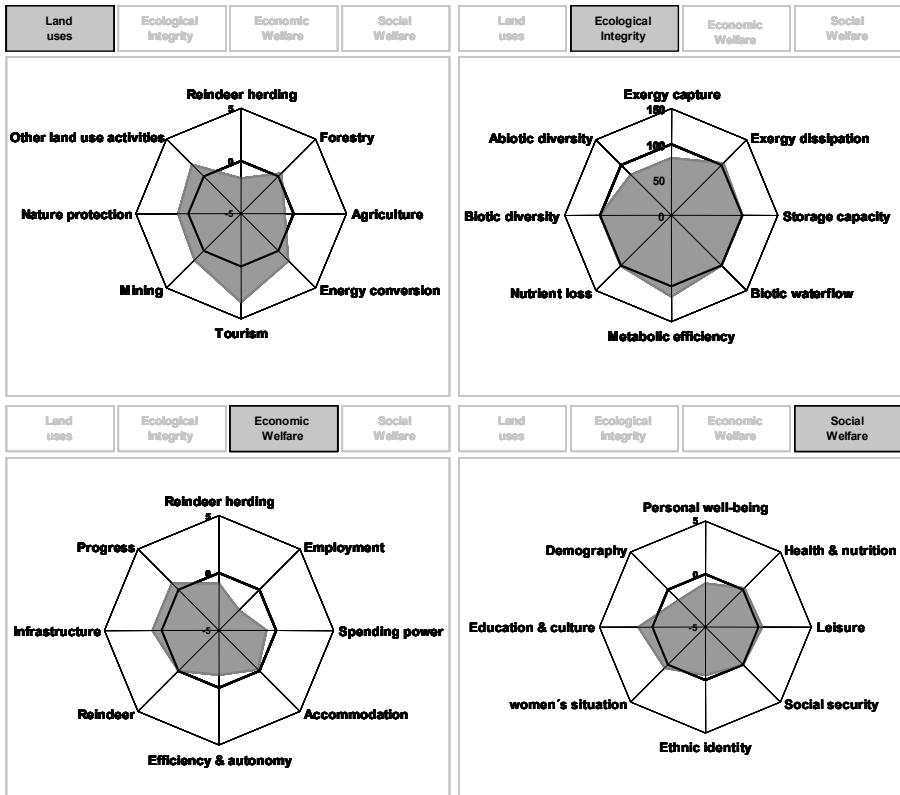 Land
uses
Ecological
Integrity
Economic
Welfare
Social
Welfare
Reindeer herding
5
Other land use activities
Forestry
0
Nature protection
-5
Agriculture
Mining
Energy conversion
Tourism
Land
uses
Ecological
Integrity
Economic
Welfare
Social
Welfare
Exergy capture
150
Abiotic diversity
Exergy dissipation
100
50
Biotic diversity
0
Storage capacity
Nutrient loss
Biotic waterflow
Metabolic efficiency
Land
uses
Ecological
Integrity
Economic
Welfare
Social
Welfare
Reindeer herding
5
Progress
Employment
0
Infrastructure
-5
Spending power
Reindeer
Accommodation
Efficiency & autonomy
Land
uses
Ecological
Integrity
Economic
Welfare
Social
Welfare
Personal well-being
5
Demography
Health & nutrition
0
Education & culture
-5
Leisure
women´s situation
Social security
Ethnic identity